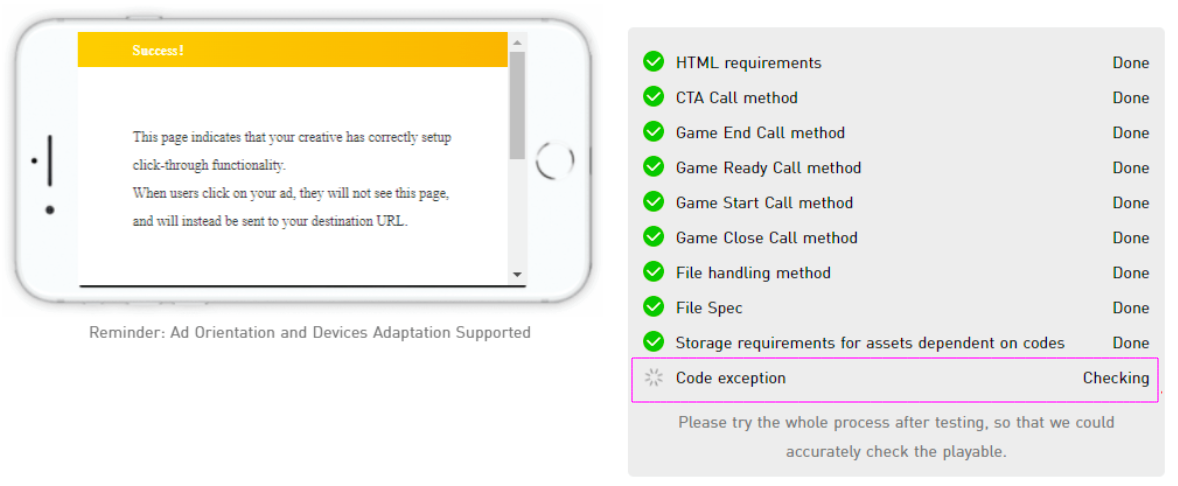 Success!
This page indicates that your creative has correctly setup
click-through functionality.
When users click on your ad, they will not see this page,
and will instead be sent to your destination URL.
Reminder: Ad Orientation and Devices Adaptation Supported
HTML requirements Done
CTA Call method Done
Game End Call method Done
Game Ready Call method Done
Game Start Call method Done
Game Close Call method Done
File handling method Done
File Spec Done
Storage requirements for assets dependent on codes Done
Code exception Checking
Please try the whole process after testing, so that we could
accurately check the playable.